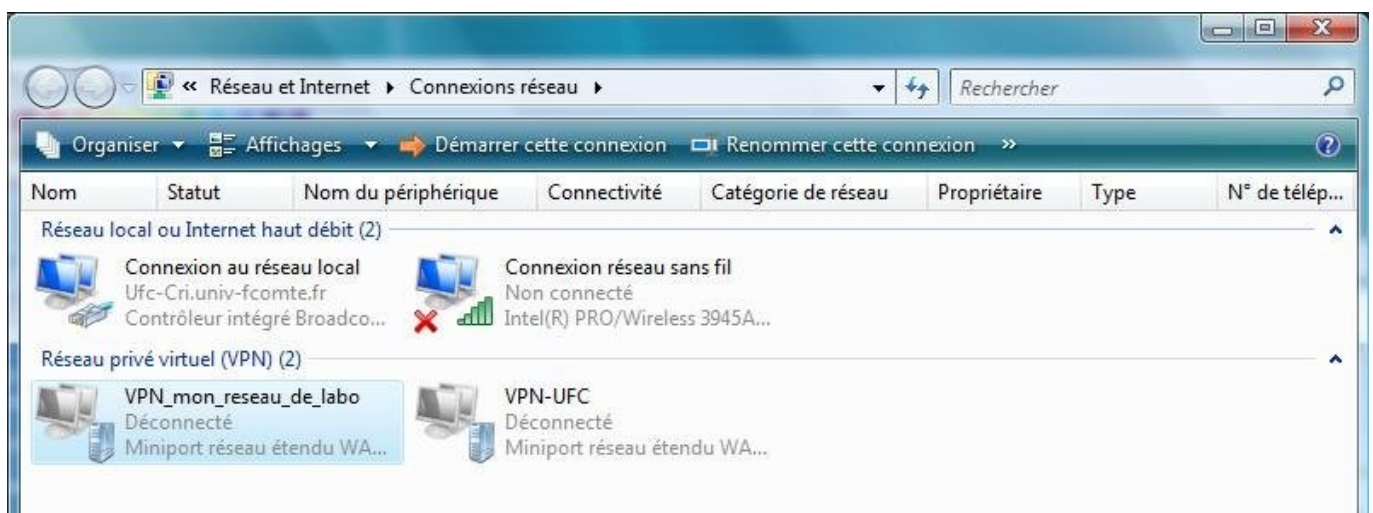 « Réseau et Internet ▸ Connexions réseau ▸ Rechercher
Organiser Affichages Démarrer cette connexion Renommer cette connexion »
Nom Statut Nom du périphérique Connectivité Catégorie de réseau Propriétaire Type N° de télép...
Réseau local ou Internet haut débit (2)
Connexion au réseau local
Ufc-Cri.univ-fcomte.fr
Contrôleur intégré Broadco...
Connexion réseau sans fil
Non connecté
Intel(R) PRO/Wireless 3945A...
Réseau privé virtuel (VPN) (2)
VPN_mon_reseau_de_labo
Déconnecté
Miniport réseau étendu WA...
VPN-UFC
Déconnecté
Miniport réseau étendu WA...